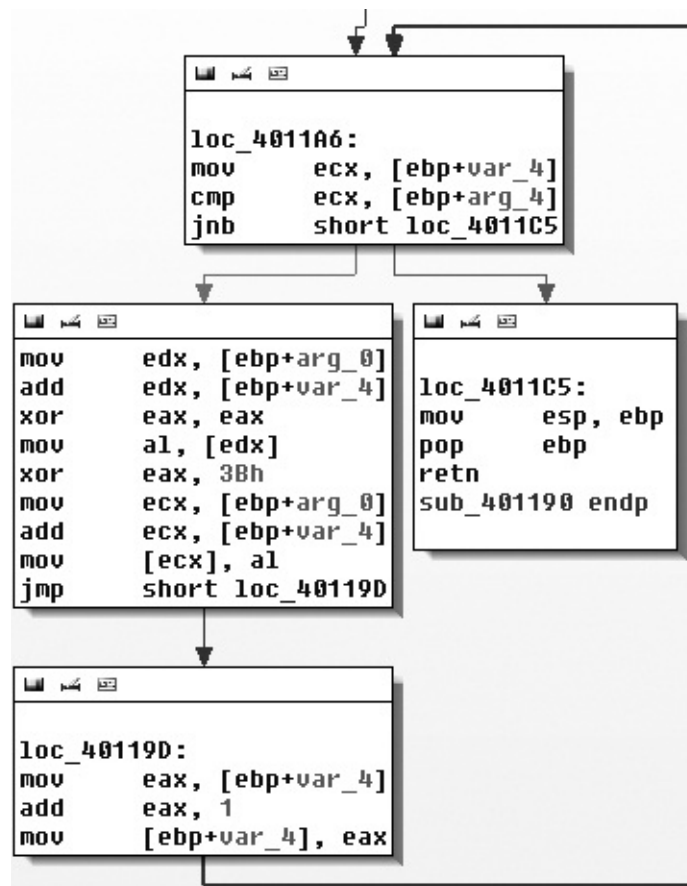 loc_4011A6:
mov ecx, [ebp+var_4]
cmp ecx, [ebp+arg_4]
jnb short loc_4011C5
mov edx, [ebp+arg_0]
add edx, [ebp+var_4]
xor eax, eax
mov al, [edx]
xor eax, 3Bh
mov ecx, [ebp+arg_0]
add ecx, [ebp+var_4]
mov [ecx], al
jmp short loc_40119D
loc_4011C5:
mov esp, ebp
pop ebp
retn
sub_401190 endp
loc_40119D:
mov eax, [ebp+var_4]
add eax, 1
mov [ebp+var_4], eax